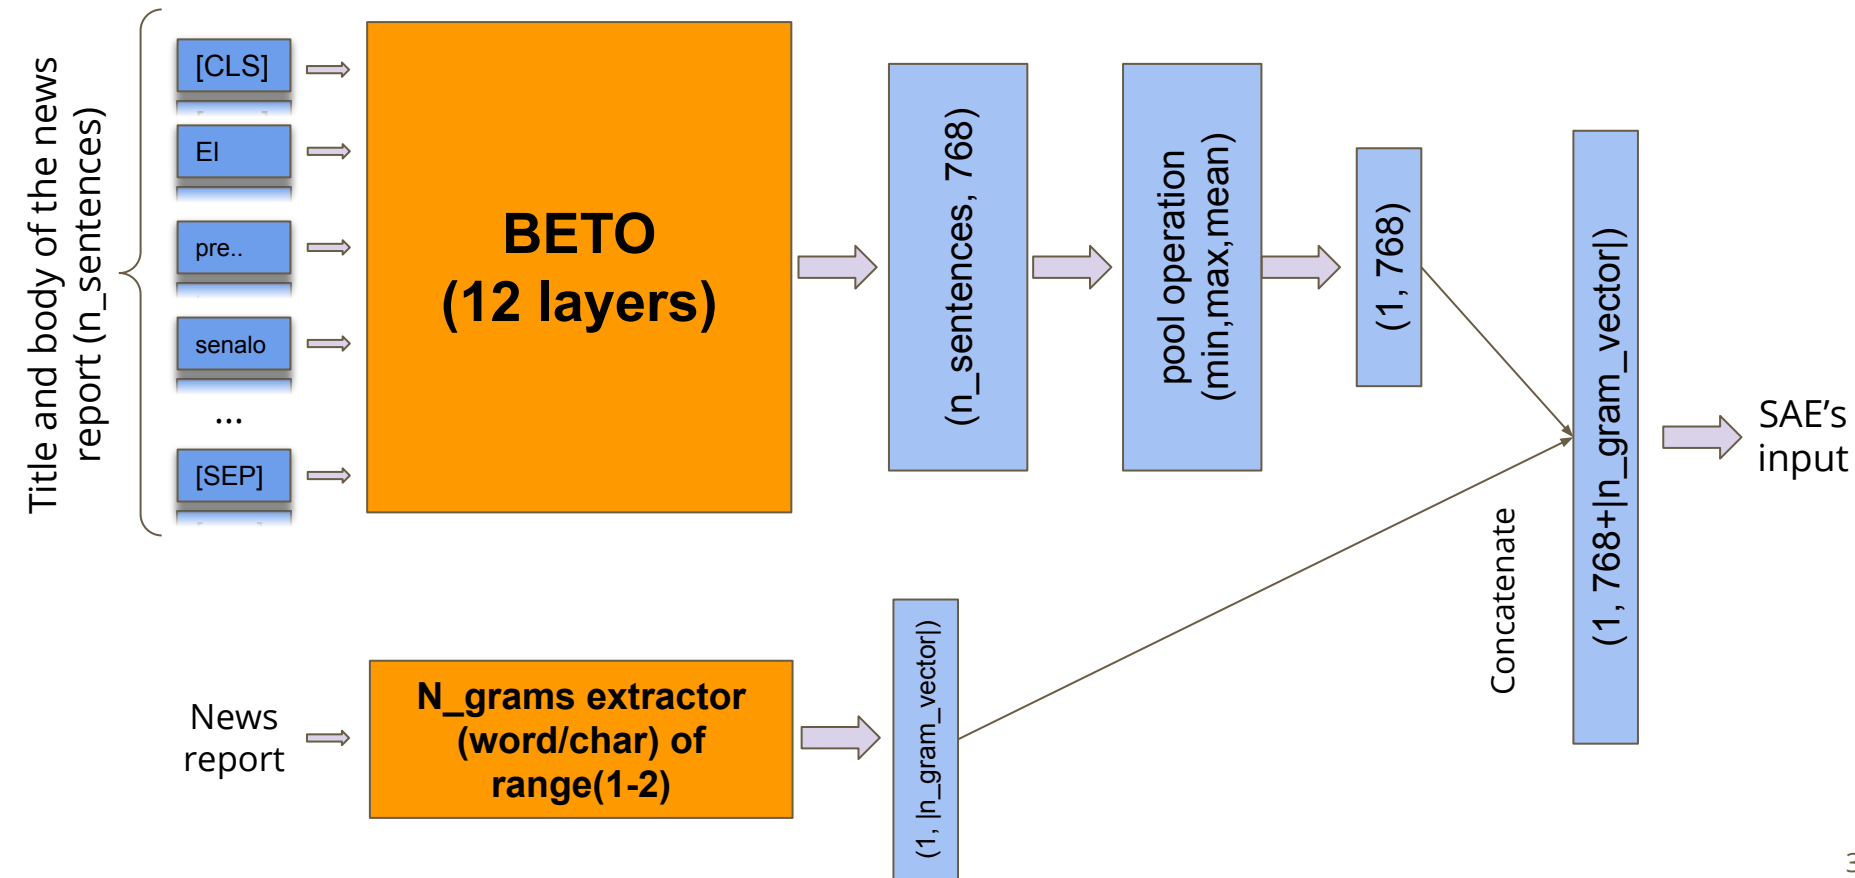 Title and body of the news
report (n_sentences)
[CLS]
El
pre..
senalo
...
[SEP]
BETO
(12 layers)
(n_sentences, 768)
pool operation
(min,max,mean)
(1, 768)
(1, 768+|n_gram_vector|)
SAE's
input
Concatenate
News
report
N_grams extractor
(word/char) of
range(1-2)
(1, |n_gram_vector|)
3